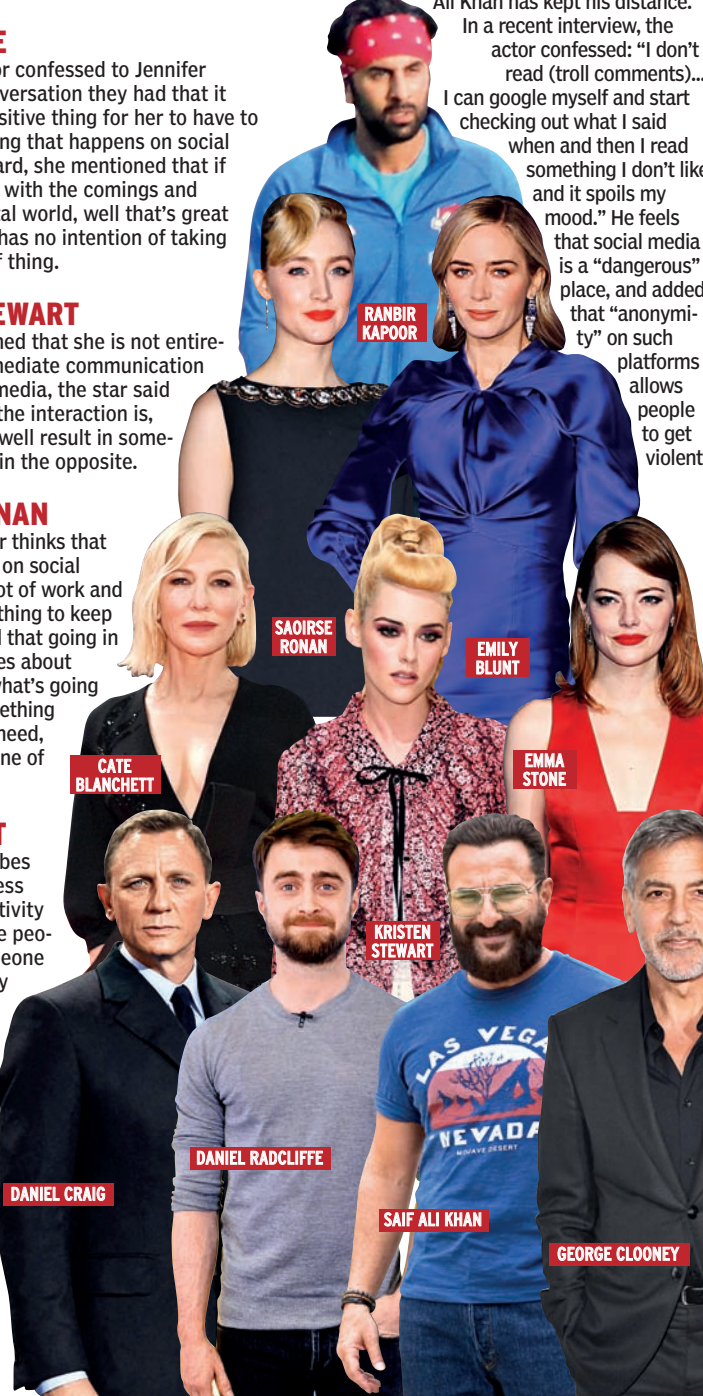 E
or confessed to Jennifer
versation they had that it
sitive thing for her to have to
ing that happens on social
ard, she mentioned that if
with the comings and
tal world, well that's great
has no intention of taking
f thing.
EWART
ned that she is not entire-
mediate communication
media, the star said
the interaction is,
well result in some-
in the opposite.
NAN
r thinks that
on social
ot of work and
thing to keep
d that going in
es about
what's going
ething
need,
ne of
T
bes
ess
tivity
e peo-
eone
y
Ali Khan has kept his distance.
In a recent interview, the
actor confessed: “I don't
read (troll comments)...
I can google myself and start
checking out what I said
when and then I read
something I don't like
and it spoils my
mood.” He feels
that social media
is a “dangerous”
place, and added
that “anonymi-
ty” on such
platforms
allows
people
to get
violent
RANBIR
KAPOOR
SAOIRSE
RONAN
EMILY
BLUNT
CATE
BLANCHETT
EMMA
STONE
KRISTEN
STEWART
LAS VEGA
NEVADA
MOJAVE DESERT
DANIEL RADCLIFFE
DANIEL CRAIG
SAIF ALI KHAN
GEORGE CLOONEY